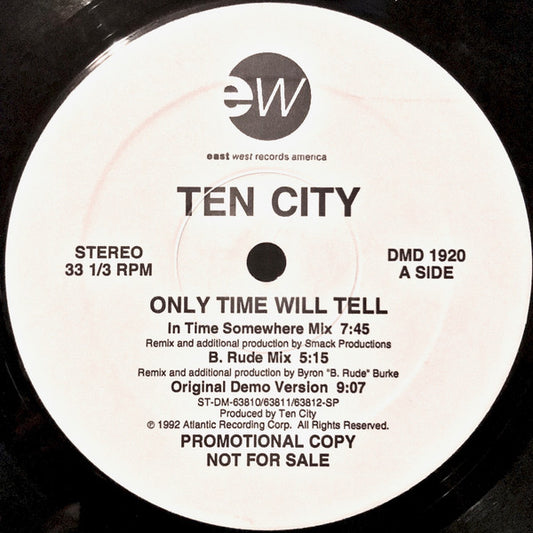 ew
east west records america
TEN CITY
STEREO
33 1/3 RPM
DMD 1920
A SIDE
ONLY TIME WILL TELL
In Time Somewhere Mix 7:45
Remix and additional production by Smack Productions
B. Rude Mix 5:15
Remix and additional production by Byron "B. Rude" Burke
Original Demo Version 9:07
ST-DM-63810/63811/63812-SP
Produced by Ten City
℗ 1992 Atlantic Recording Corp. All Rights Reserved.
PROMOTIONAL COPY
NOT FOR SALE